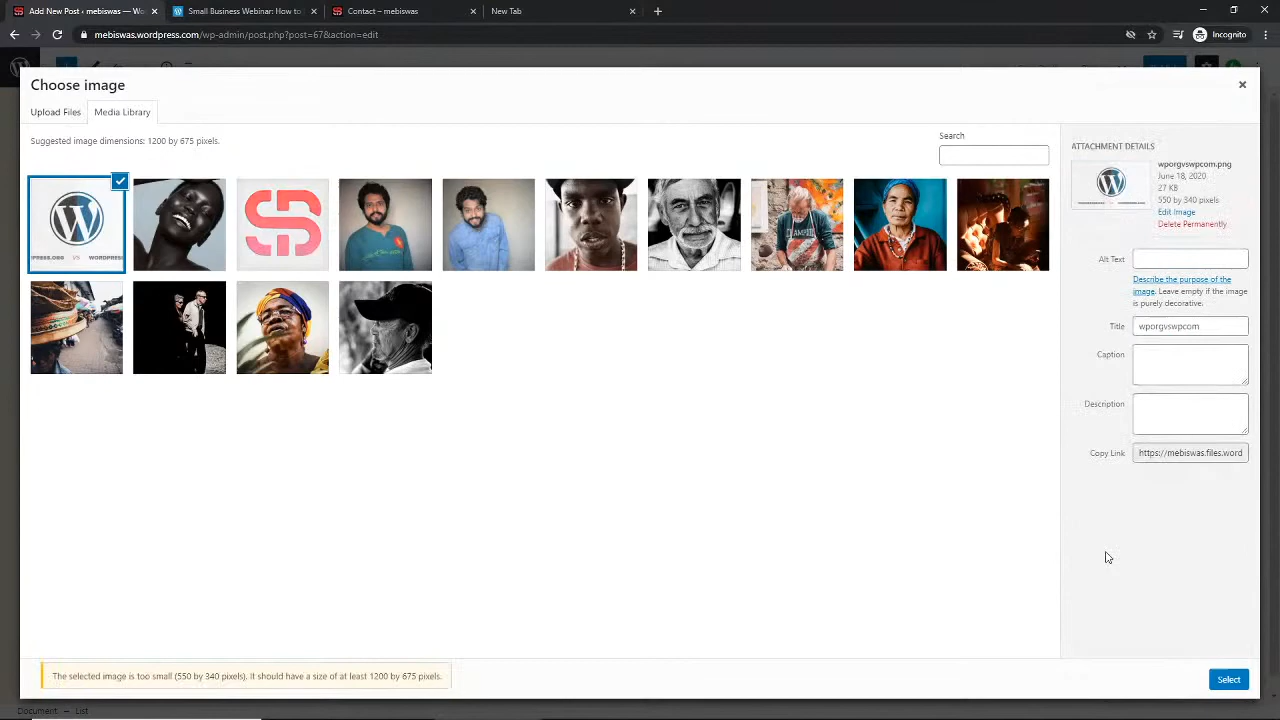 Add New Post ‹ mebiswas — Wo
Small Business Webinar: How to
Contact – mebiswas
New Tab
mebiswas.wordpress.com/wp-admin/post.php?post=67&action=edit
Incognito
Choose image
Upload Files
Media Library
Suggested image dimensions: 1200 by 675 pixels.
Search
PRESS.ORG VS WORDPRESS
ATTACHMENT DETAILS
wporgvswpcom.png
June 18, 2020
27 KB
550 by 340 pixels
Edit Image
Delete Permanently
Alt Text
Describe the purpose of the
image. Leave empty if the image
is purely decorative.
Title
wporgvswpcom
Caption
Description
Copy Link
https://mebiswas.files.word
The selected image is too small (550 by 340 pixels). It should have a size of at least 1200 by 675 pixels.
Select
Document → List